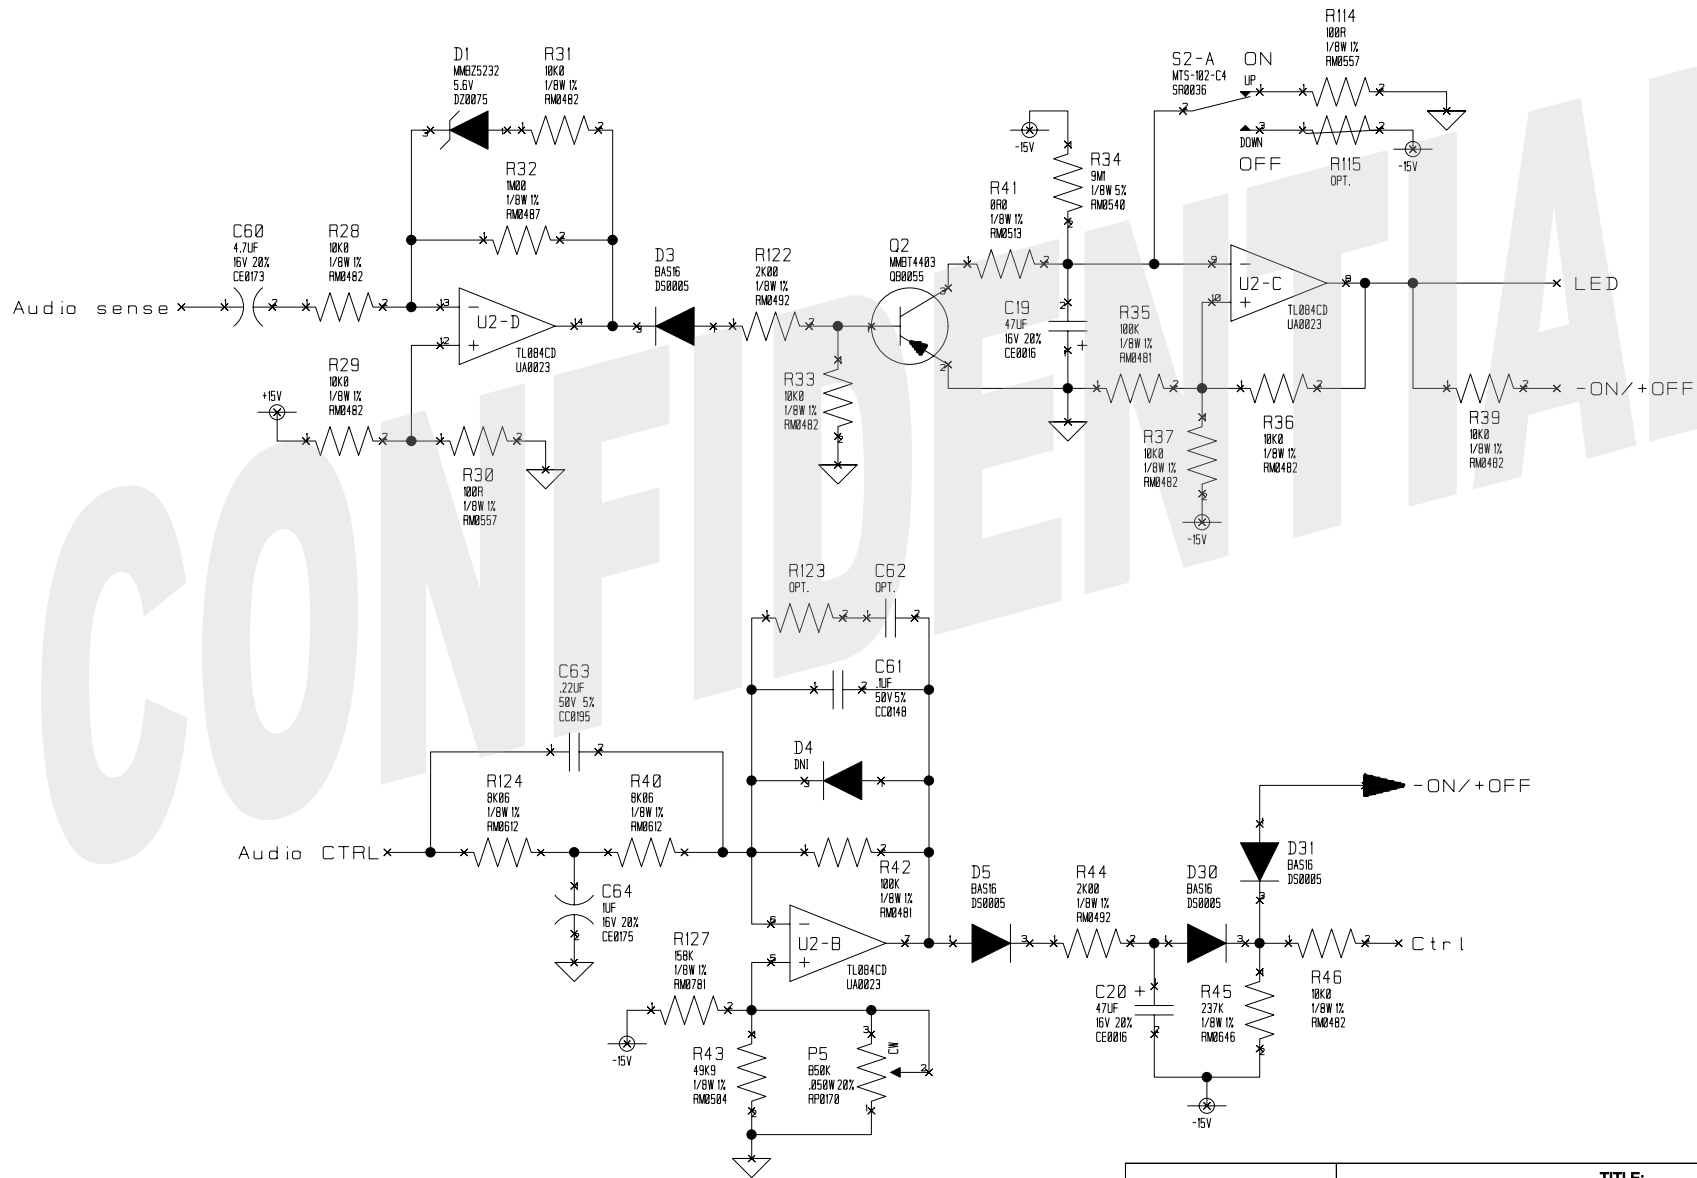 R114
100R
1/8W 1%
RM0557
S2-A
MTS-102-C4
SR0036
ON
UP
DOWN
OFF
R115
OPT.
-15V
D1
MMBZ5232
5.6V
DZ0075
R31
10K0
1/8W 1%
RM0482
R32
1M00
1/8W 1%
RM0487
-15V
R34
9M1
1/8W 5%
RM0540
R41
0R0
1/8W 1%
RM0513
C60
4.7UF
16V 20%
CE0173
R28
10K0
1/8W 1%
RM0482
D3
BAS16
DS0005
R122
2K00
1/8W 1%
RM0492
Q2
MMBT4403
QB0055
Audio sense
U2-D
TL084CD
UA0023
C19
47UF
16V 20%
CE0016
R35
100K
1/8W 1%
RM0481
U2-C
TL084CD
UA0023
LED
R29
10K0
1/8W 1%
RM0482
+15V
R33
10K0
1/8W 1%
RM0482
-ON/+OFF
R30
100R
1/8W 1%
RM0557
R37
10K0
1/8W 1%
RM0482
-15V
R36
10K0
1/8W 1%
RM0482
R39
10K0
1/8W 1%
RM0482
CONFIDENTIAL
R123
OPT.
C62
OPT.
C63
.22UF
50V 5%
CC0195
C61
.1UF
50V 5%
CC0148
D4
DNI
R124
8K06
1/8W 1%
RM0612
R40
8K06
1/8W 1%
RM0612
-ON/+OFF
Audio CTRL
R42
100K
1/8W 1%
RM0481
D5
BAS16
DS0005
R44
2K00
1/8W 1%
RM0492
D30
BAS16
DS0005
D31
BAS16
DS0005
C64
1UF
16V 20%
CE0175
R127
158K
1/8W 1%
RM0781
U2-B
TL084CD
UA0023
Ctrl
C20
47UF
16V 20%
CE0016
R45
237K
1/8W 1%
RM0646
R46
10K0
1/8W 1%
RM0482
-15V
R43
49K9
1/8W 1%
RM0504
P5
B50K
.050W 20%
RP0170
CW
-15V
TITLE: